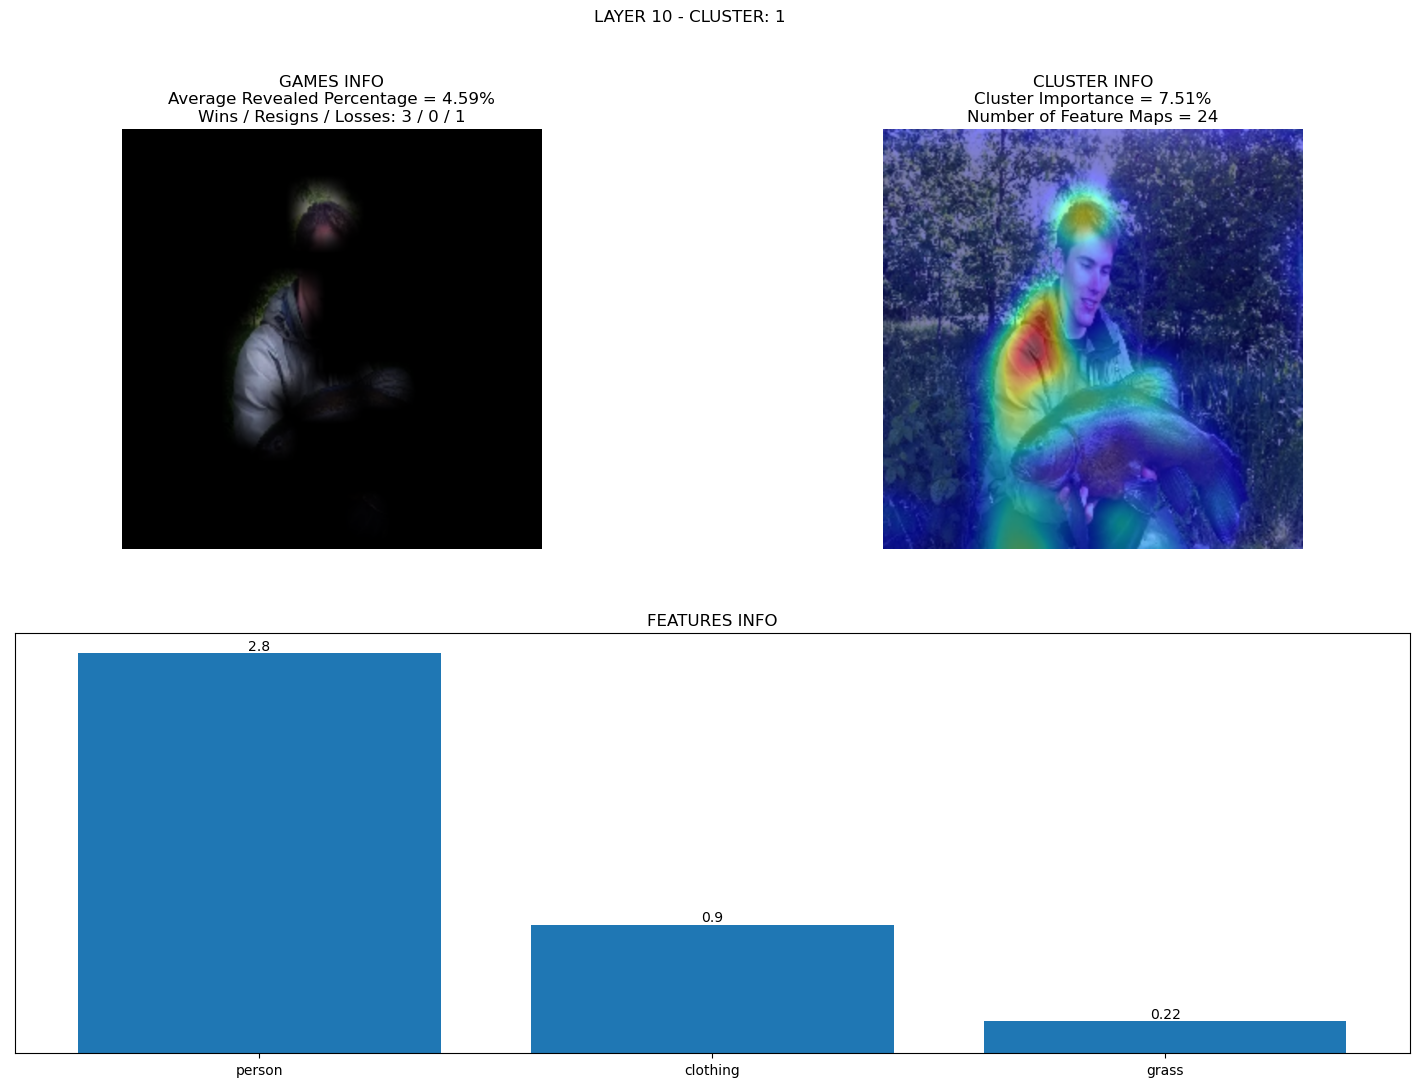 LAYER 10 - CLUSTER: 1
GAMES INFO
Average Revealed Percentage = 4.59%
Wins / Resigns / Losses: 3 / 0 / 1
CLUSTER INFO
Cluster Importance = 7.51%
Number of Feature Maps = 24
FEATURES INFO
2.8
0.9
0.22
person
clothing
grass